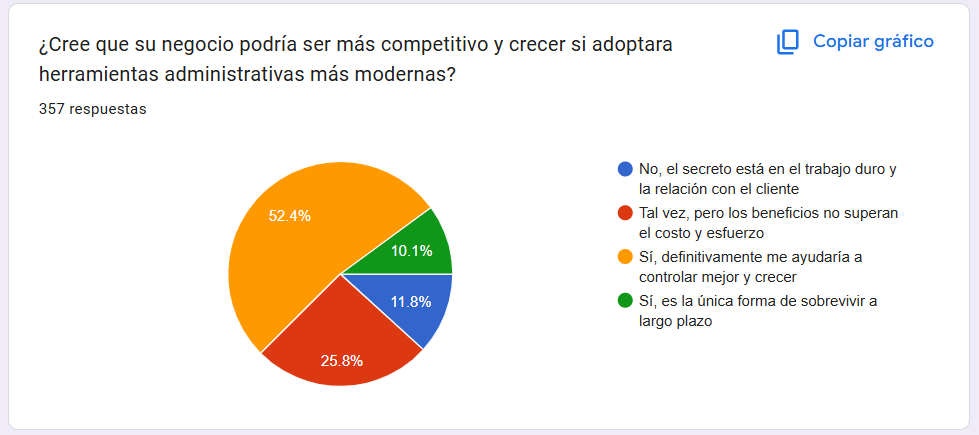 ¿Cree que su negocio podría ser más competitivo y crecer si adoptara
herramientas administrativas más modernas?
Copiar gráfico
357 respuestas
52.4%
10.1%
11.8%
25.8%
No, el secreto está en el trabajo duro y
la relación con el cliente
Tal vez, pero los beneficios no superan
el costo y esfuerzo
Sí, definitivamente me ayudaría a
controlar mejor y crecer
Sí, es la única forma de sobrevivir a
largo plazo